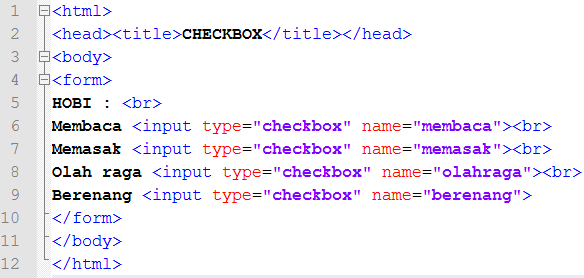 1 <html>
2 <head><title>CHECKBOX</title></head>
3 <body>
4 <form>
5 HOBI : <br>
6 Membaca <input type="checkbox" name="membaca"><br>
7 Memasak <input type="checkbox" name="memasak"><br>
8 Olah raga <input type="checkbox" name="olahraga"><br>
9 Berenang <input type="checkbox" name="berenang">
10 </form>
11 </body>
12 </html>